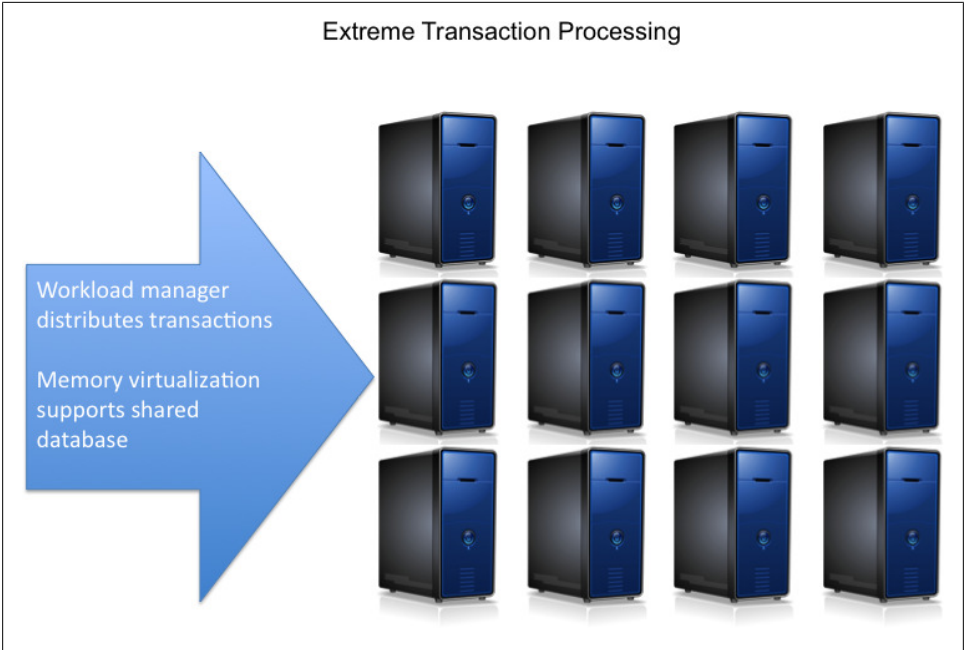 Extreme Transaction Processing
Workload manager
distributes transactions
Memory virtualization
supports shared
database